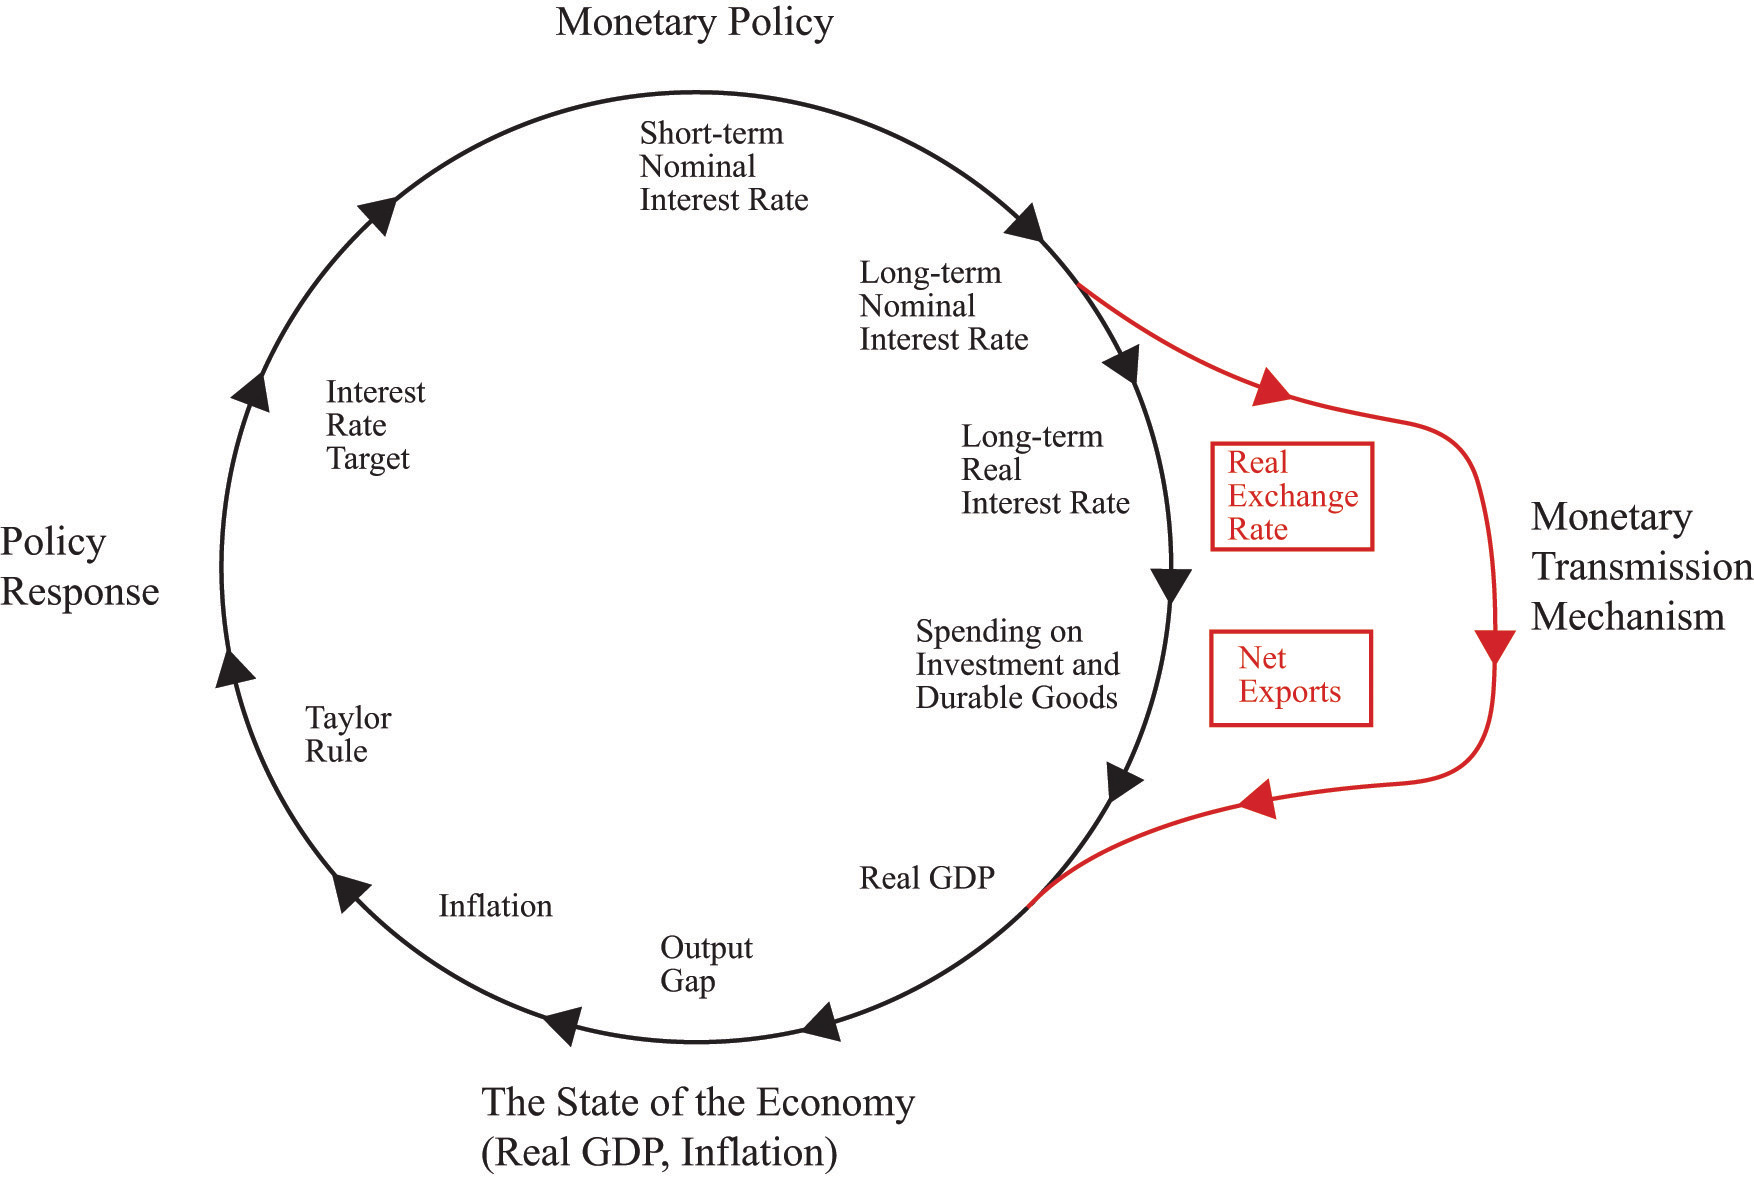 Monetary Policy
Short-term
Nominal
Interest Rate
Long-term
Nominal
Interest Rate
Long-term
Real
Interest Rate
Real
Exchange
Rate
Monetary
Transmission
Mechanism
Spending on
Investment and
Durable Goods
Net
Exports
Real GDP
Output
Gap
Inflation
The State of the Economy
(Real GDP, Inflation)
Taylor
Rule
Policy
Response
Interest
Rate
Target